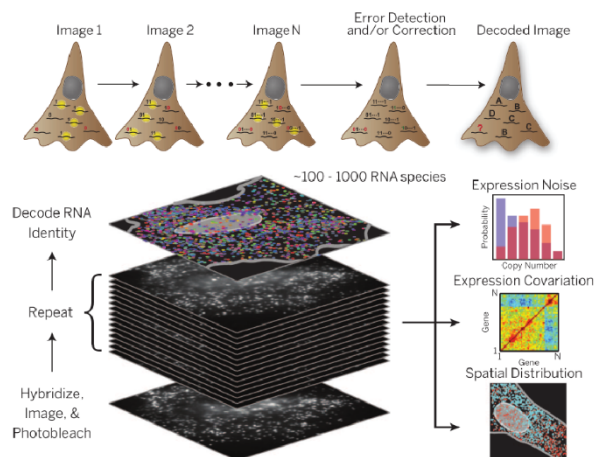 Image 1
Image 2
Image N
Error Detection
and/or Correction
Decoded Image
A
B
D
C
?
C
B
~100 - 1000 RNA species
Decode RNA
Identity
Repeat
Hybridize,
Image, &
Photobleach
Expression Noise
Probability
Copy Number
Expression Covariation
N
Gene
1
1
Gene
N
Spatial Distribution